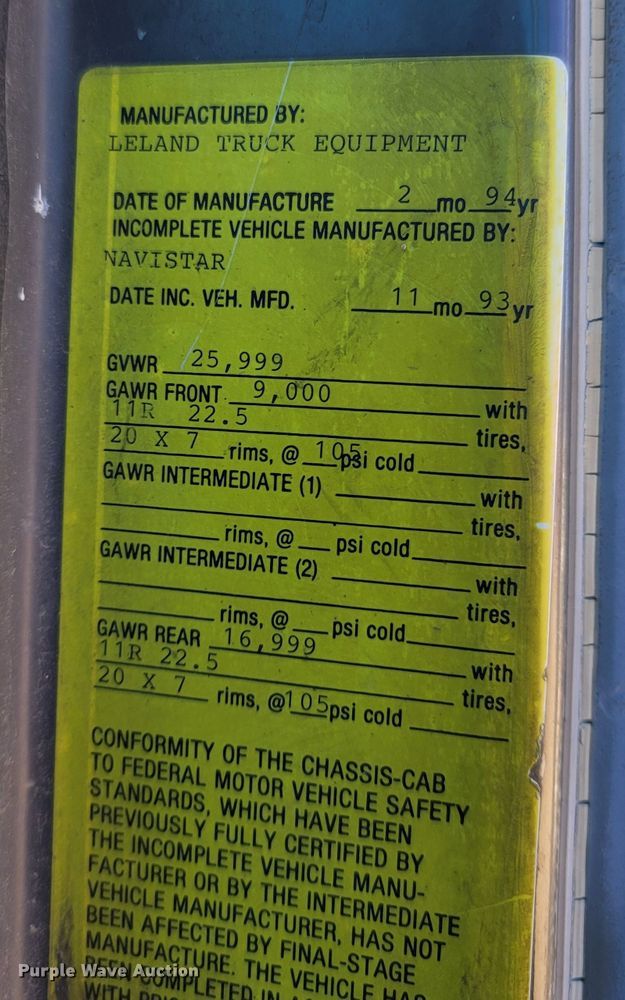 MANUFACTURED BY:
LELAND TRUCK EQUIPMENT
DATE OF MANUFACTURE 2 mo 94 yr
INCOMPLETE VEHICLE MANUFACTURED BY:
NAVISTAR
DATE INC. VEH. MFD. 11 mo 93 yr
GVWR 25,999
GAWR FRONT 9,000 with
11R 22.5 tires,
20 X 7 rims, @ 105 psi cold
GAWR INTERMEDIATE (1) with
tires,
rims, @ psi cold
GAWR INTERMEDIATE (2) with
tires,
rims, @ psi cold
GAWR REAR 16,999 with
11R 22.5 tires,
20 X 7 rims, @105psi cold
CONFORMITY OF THE CHASSIS-CAB
TO FEDERAL MOTOR VEHICLE SAFETY
STANDARDS, WHICH HAVE BEEN
PREVIOUSLY FULLY CERTIFIED BY
THE INCOMPLETE VEHICLE MANU-
FACTURER OR BY THE INTERMEDIATE
VEHICLE MANUFACTURER, HAS NOT
BEEN AFFECTED BY FINAL-STAGE
MANUFACTURE. THE VEHICLE HAS
BEEN COMPLETED IN
WITH
Purple Wave Auction